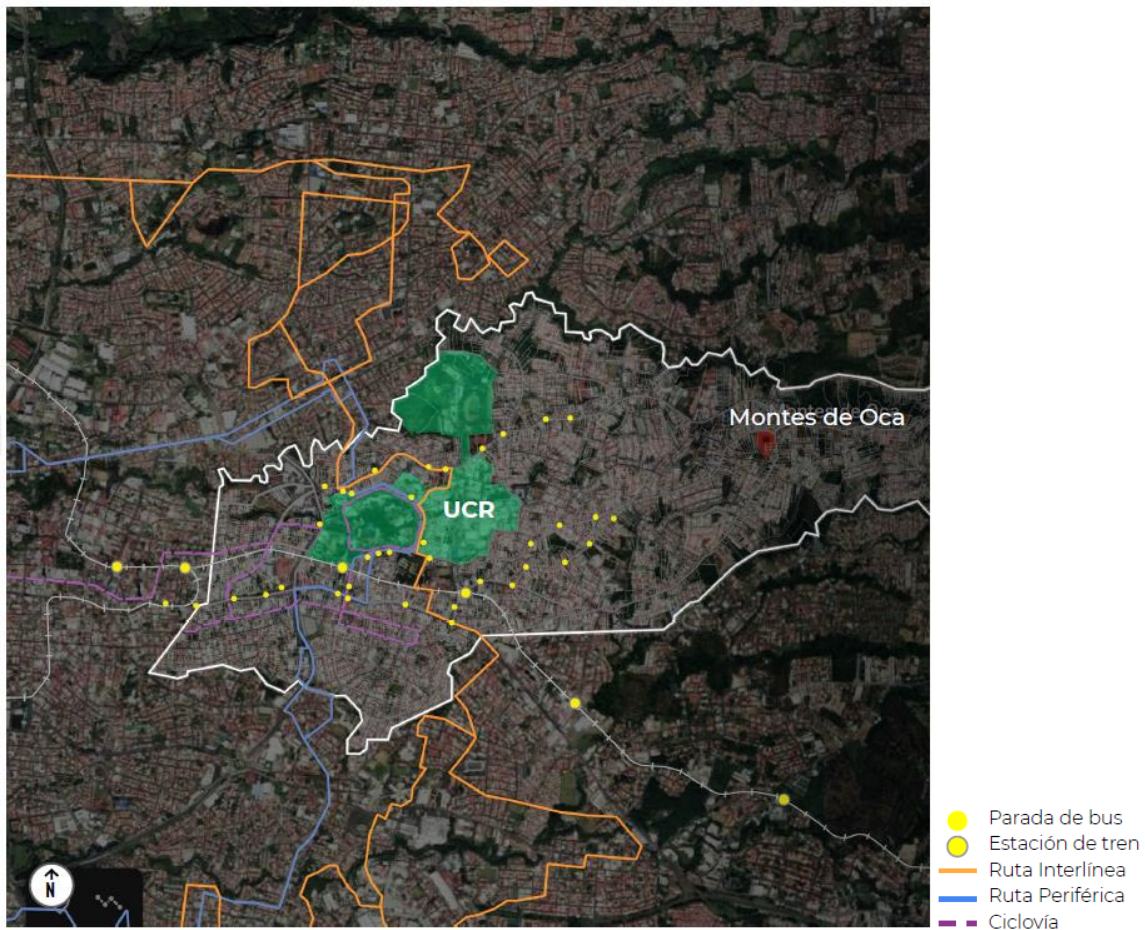 Montes de Oca
UCR
N
Parada de bus
Estación de tren
Ruta Interlínea
Ruta Periférica
Ciclovía